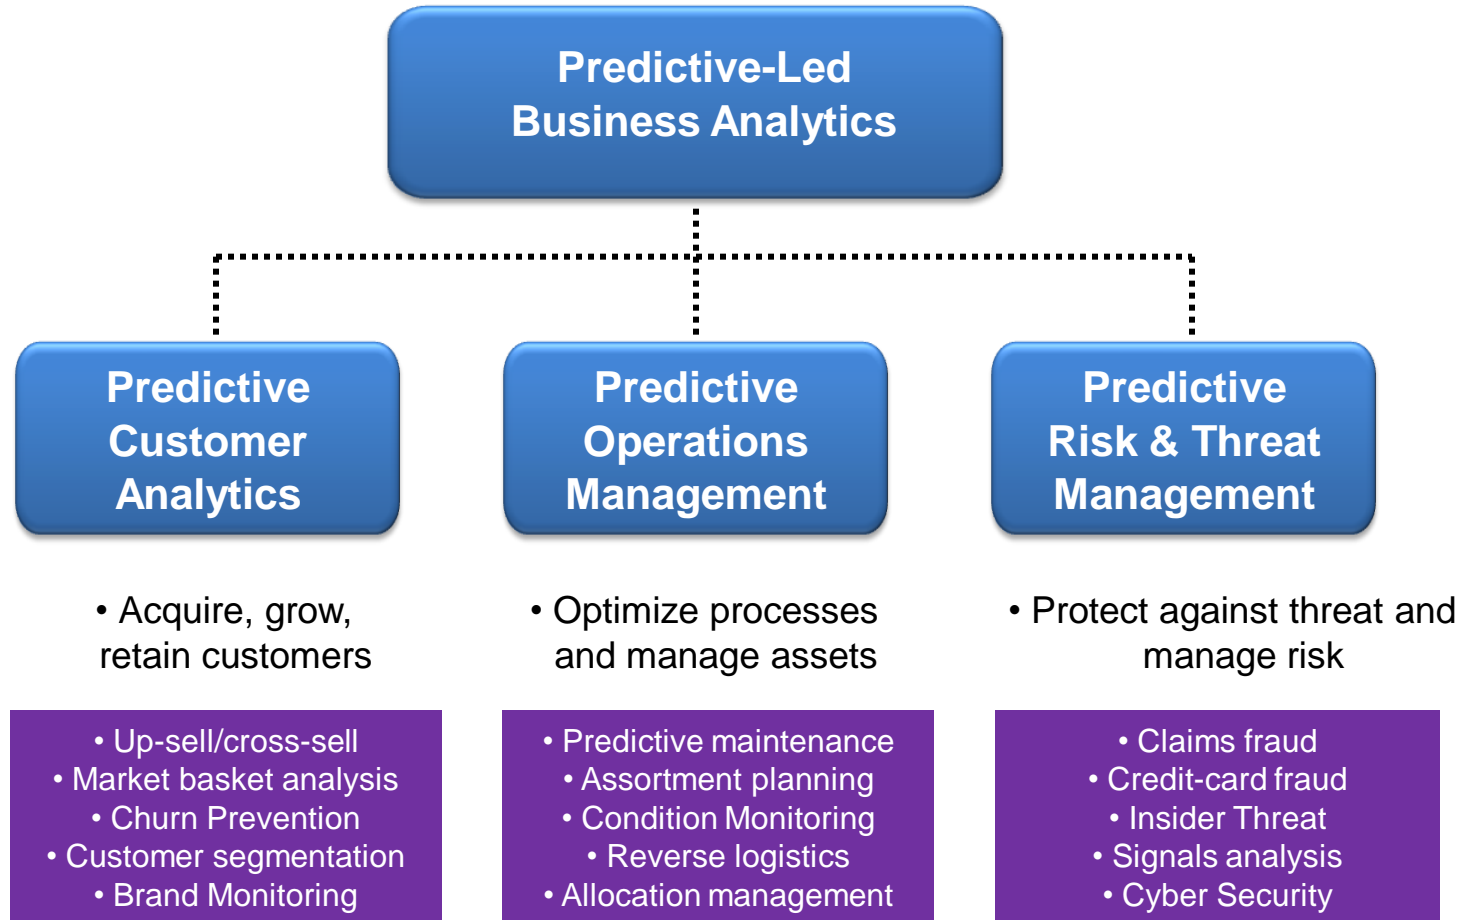 Predictive-Led
Business Analytics
Predictive
Customer
Analytics
• Acquire, grow,
retain customers
• Up-sell/cross-sell
• Market basket analysis
• Churn Prevention
• Customer segmentation
• Brand Monitoring
Predictive
Operations
Management
• Optimize processes
and manage assets
• Predictive maintenance
• Assortment planning
• Condition Monitoring
• Reverse logistics
• Allocation management
Predictive
Risk & Threat
Management
• Protect against threat and
manage risk
• Claims fraud
• Credit-card fraud
• Insider Threat
• Signals analysis
• Cyber Security